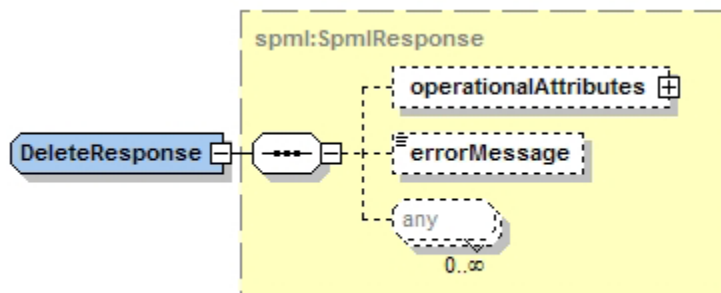 spml:SpmlResponse
operationalAttributes
DeleteResponse
errorMessage
any
0..∞